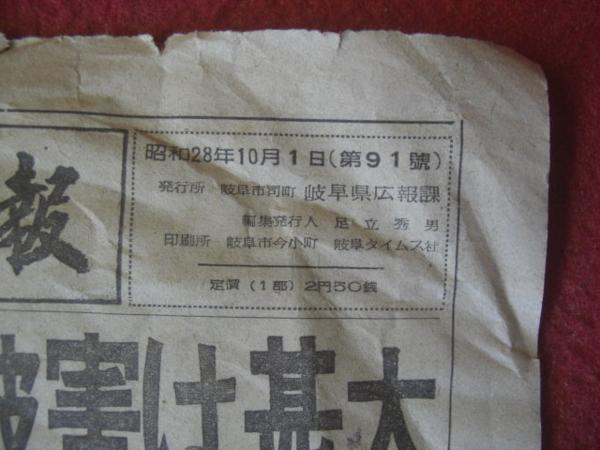 報
昭和28年10月1日(第91號)
発行所 岐阜市司町 岐阜県広報課
編集発行人 足立秀男
印刷所 岐阜市今小町 岐阜タイムス社
定價(1部)2円50銭
被害は甚大